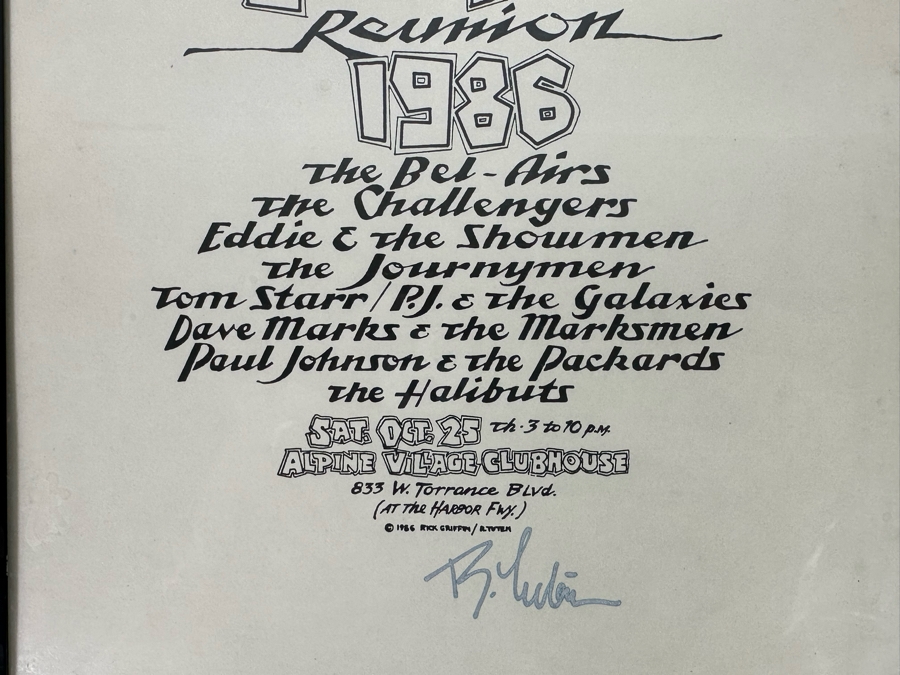 Reunion
1986
The Bel-Airs
The Challengers
Eddie & the Showmen
The Journymen
Tom Starr/P.J. & the Galaxies
Dave Marks & the Marksmen
Paul Johnson & the Packards
The Halibuts
SAT. OCT. 25 th·3 to 10 P.M.
ALPINE VILLAGE CLUBHOUSE
833 W. Torrance Blvd.
(AT THE HARBOR FWY.)
© 1986 RICK GRIFFIN/R.TUTEN